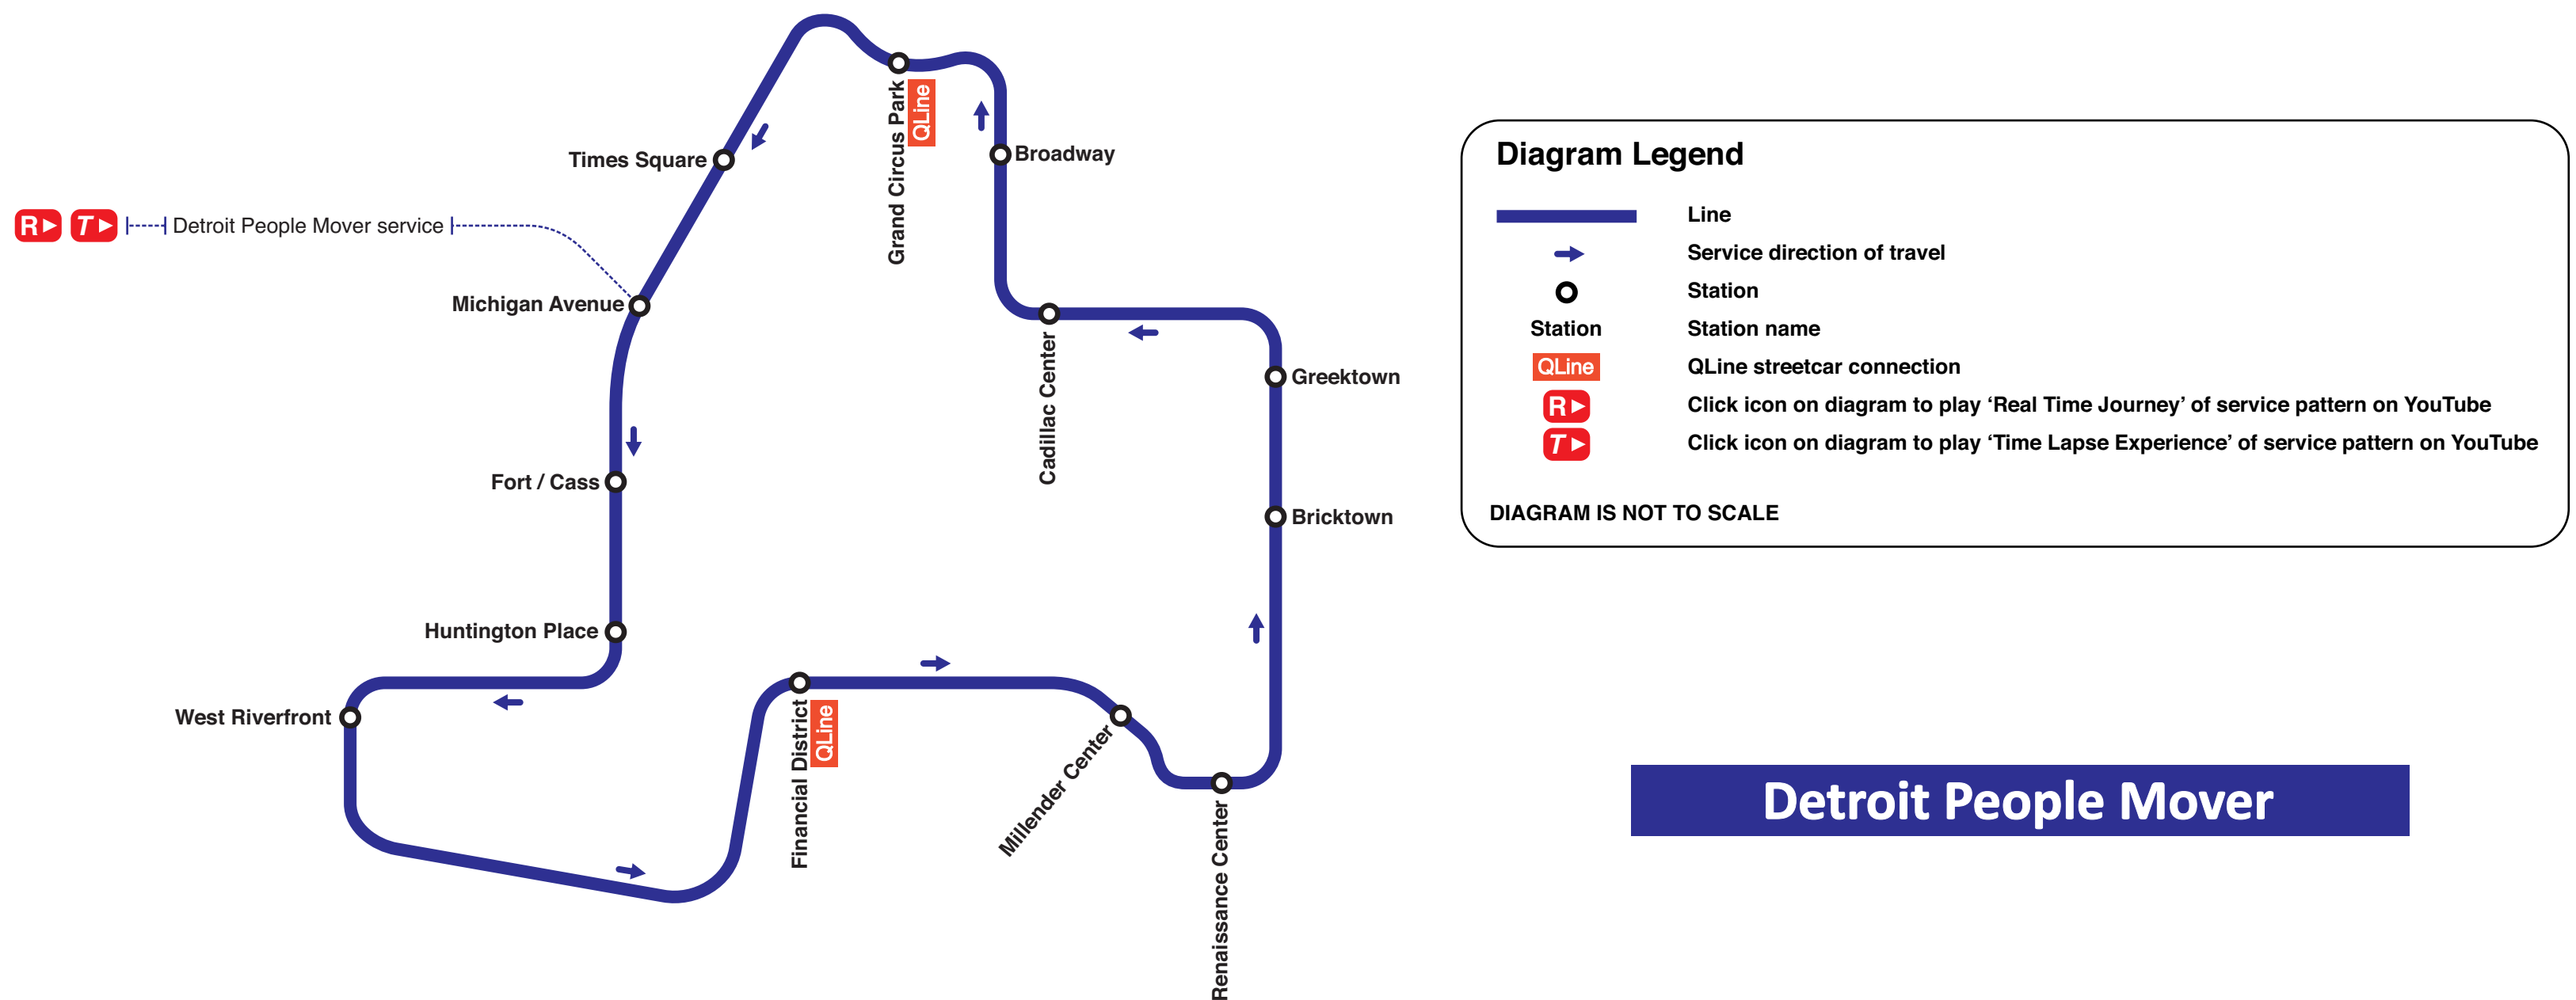 Grand Circus Park
QLine
Times Square
Broadway
R T Detroit People Mover service
Michigan Avenue
Cadillac Center
Greektown
Fort / Cass
Bricktown
Huntington Place
West Riverfront
Financial District
QLine
Millender Center
Renaissance Center
Diagram Legend
Line
Service direction of travel
Station
Station Station name
QLine QLine streetcar connection
R Click icon on diagram to play ‘Real Time Journey’ of service pattern on YouTube
T Click icon on diagram to play ‘Time Lapse Experience’ of service pattern on YouTube
DIAGRAM IS NOT TO SCALE
Detroit People Mover